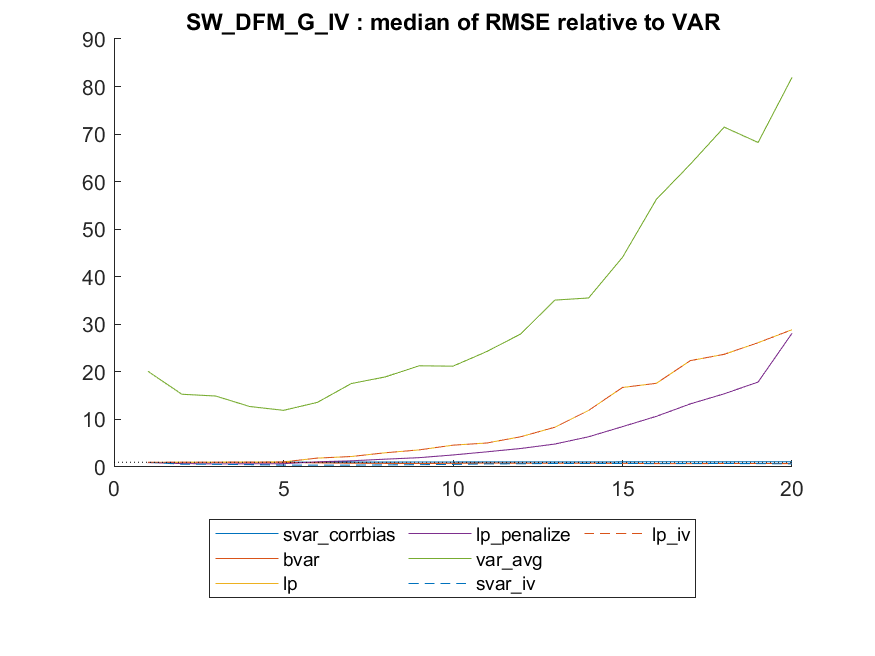 SW_DFM_G_IV : median of RMSE relative to VAR
90
80
70
60
50
40
30
20
10
0
0 5 10 15 20
svar_corrbias lp_penalize lp_iv
bvar var_avg
lp svar_iv